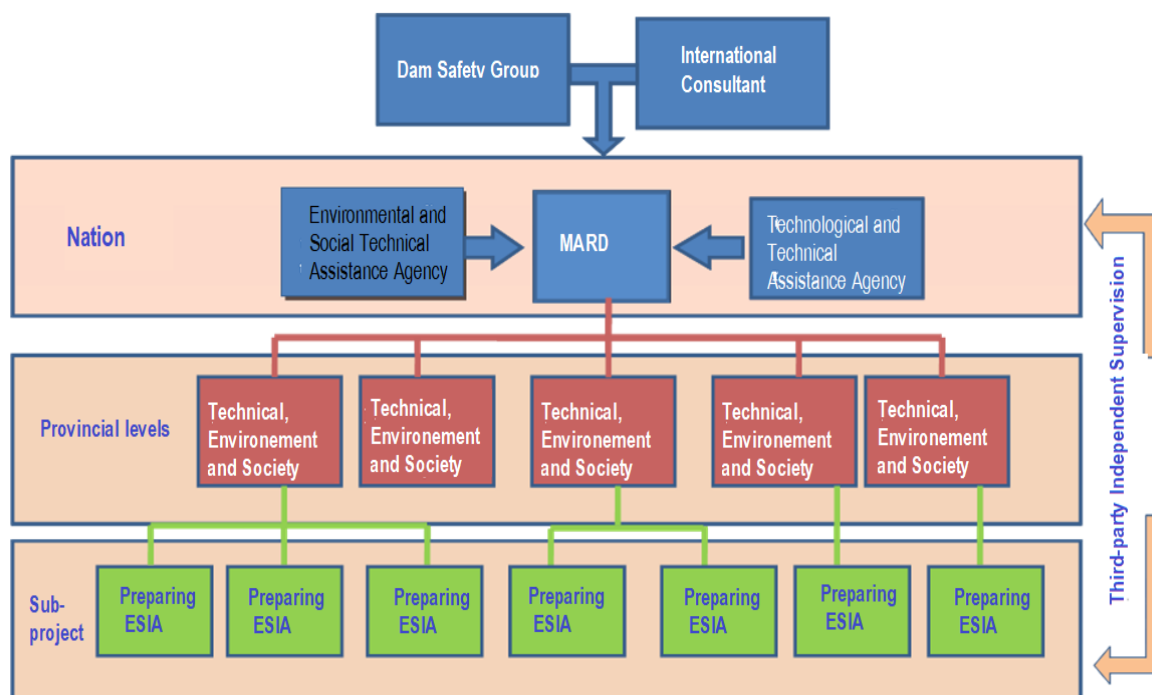 Dam Safety Group
International
Consultant
Nation
Environmental and
Social Technical
Assistance Agency
MARD
Technological and
Technical
Assistance Agency
Third-party Independent Supervision
Provincial levels
Technical,
Environement
and Society
Technical,
Environement
and Society
Technical,
Environement
and Society
Technical,
Environement
and Society
Technical,
Environement
and Society
Sub-
project
Preparing
ESIA
Preparing
ESIA
Preparing
ESIA
Preparing
ESIA
Preparing
ESIA
Preparing
ESIA
Preparing
ESIA